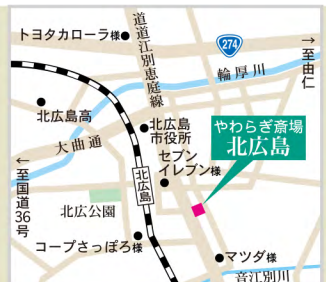 トヨタカローラ様
道道江別恵庭線
274
→至由仁
輪厚川
北広島高
北広島
市役所
やわらぎ斎場
北広島
大曲通
セブン
イレブン様
←至国道36号
北広島
北広公園
コープさっぽろ様
マツダ様
音江別川